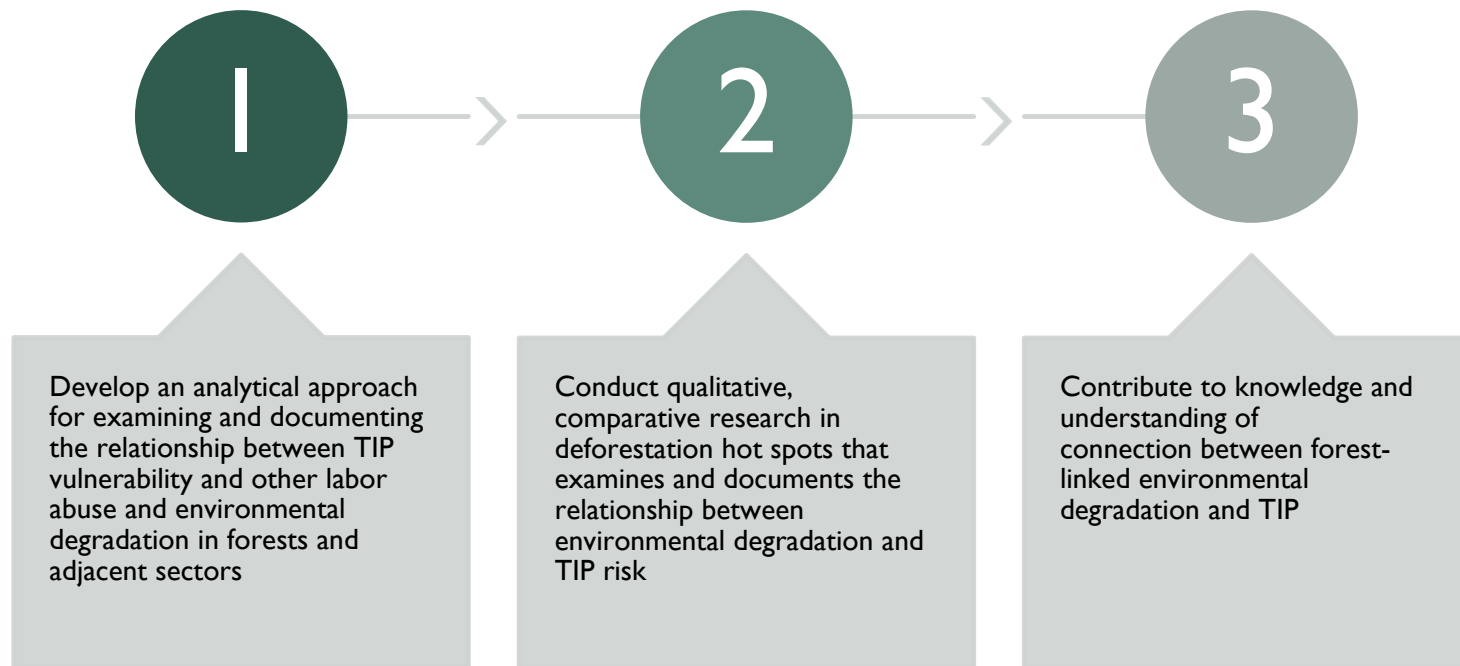 1
2
3
Develop an analytical approach
for examining and documenting
the relationship between TIP
vulnerability and other labor
abuse and environmental
degradation in forests and
adjacent sectors
Conduct qualitative,
comparative research in
deforestation hot spots that
examines and documents the
relationship between
environmental degradation and
TIP risk
Contribute to knowledge and
understanding of
connection between forest-
linked environmental
degradation and TIP